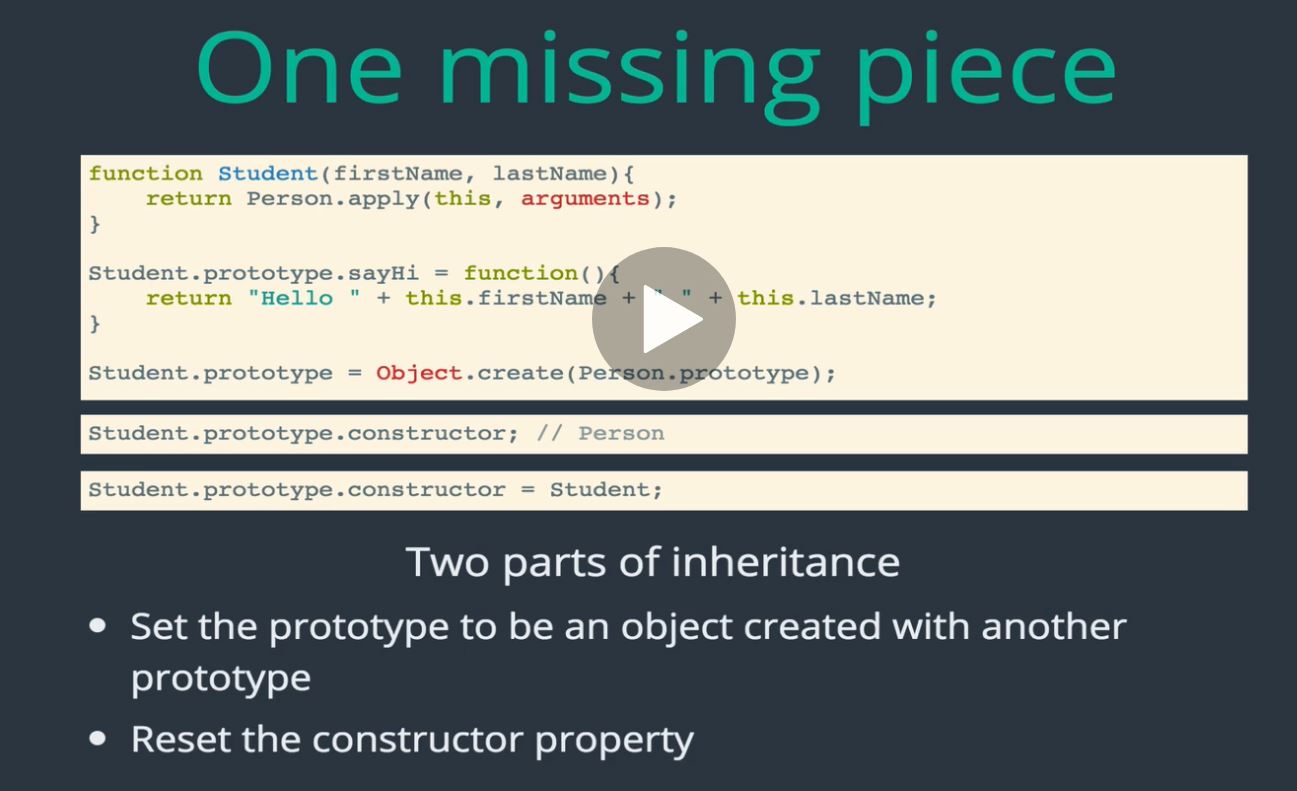 One missing piece
function Student(firstName, lastName){
return Person.apply(this, arguments);
}
Student.prototype.sayHi = function(){
return "Hello " + this.firstName + " " + this.lastName;
}
Student.prototype = Object.create(Person.prototype);
Student.prototype.constructor; // Person
Student.prototype.constructor = Student;
Two parts of inheritance
• Set the prototype to be an object created with another
prototype
• Reset the constructor property